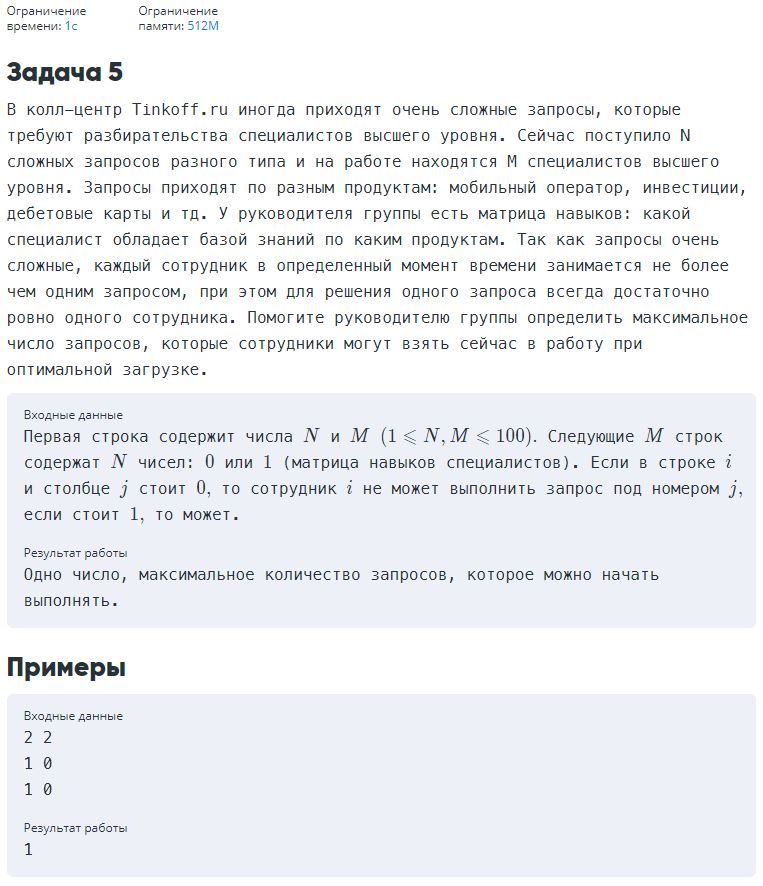 Ограничение
времени: 1с
Ограничение
памяти: 512M
Задача 5
В колл-центр Tinkoff.ru иногда приходят очень сложные запросы, которые
требуют разбирательства специалистов высшего уровня. Сейчас поступило N
сложных запросов разного типа и на работе находятся M специалистов высшего
уровня. Запросы приходят по разным продуктам: мобильный оператор, инвестиции,
дебетовые карты и тд. У руководителя группы есть матрица навыков: какой
специалист обладает базой знаний по каким продуктам. Так как запросы очень
сложные, каждый сотрудник в определенный момент времени занимается не более
чем одним запросом, при этом для решения одного запроса всегда достаточно
ровно одного сотрудника. Помогите руководителю группы определить максимальное
число запросов, которые сотрудники могут взять сейчас в работу при
оптимальной загрузке.
Входные данные
Первая строка содержит числа N и M (1 ⩽ N, M ⩽ 100). Следующие M строк
содержат N чисел: 0 или 1 (матрица навыков специалистов). Если в строке i
и столбце j стоит 0, то сотрудник i не может выполнить запрос под номером j,
если стоит 1, то может.
Результат работы
Одно число, максимальное количество запросов, которое можно начать
выполнять.
Примеры
Входные данные
2 2
1 0
1 0
Результат работы
1